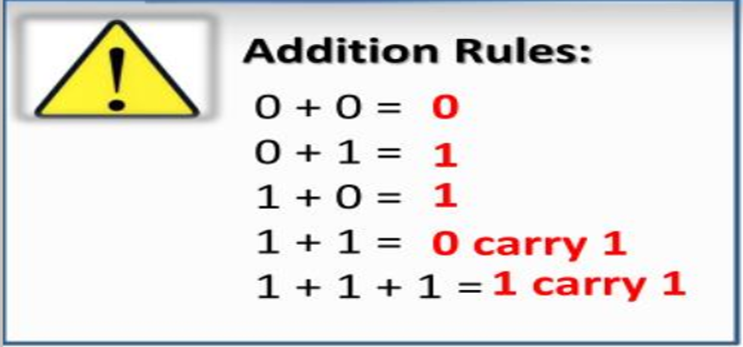 Addition Rules:
0 + 0 = 0
0 + 1 = 1
1 + 0 = 1
1 + 1 = 0 carry 1
1 + 1 + 1 = 1 carry 1